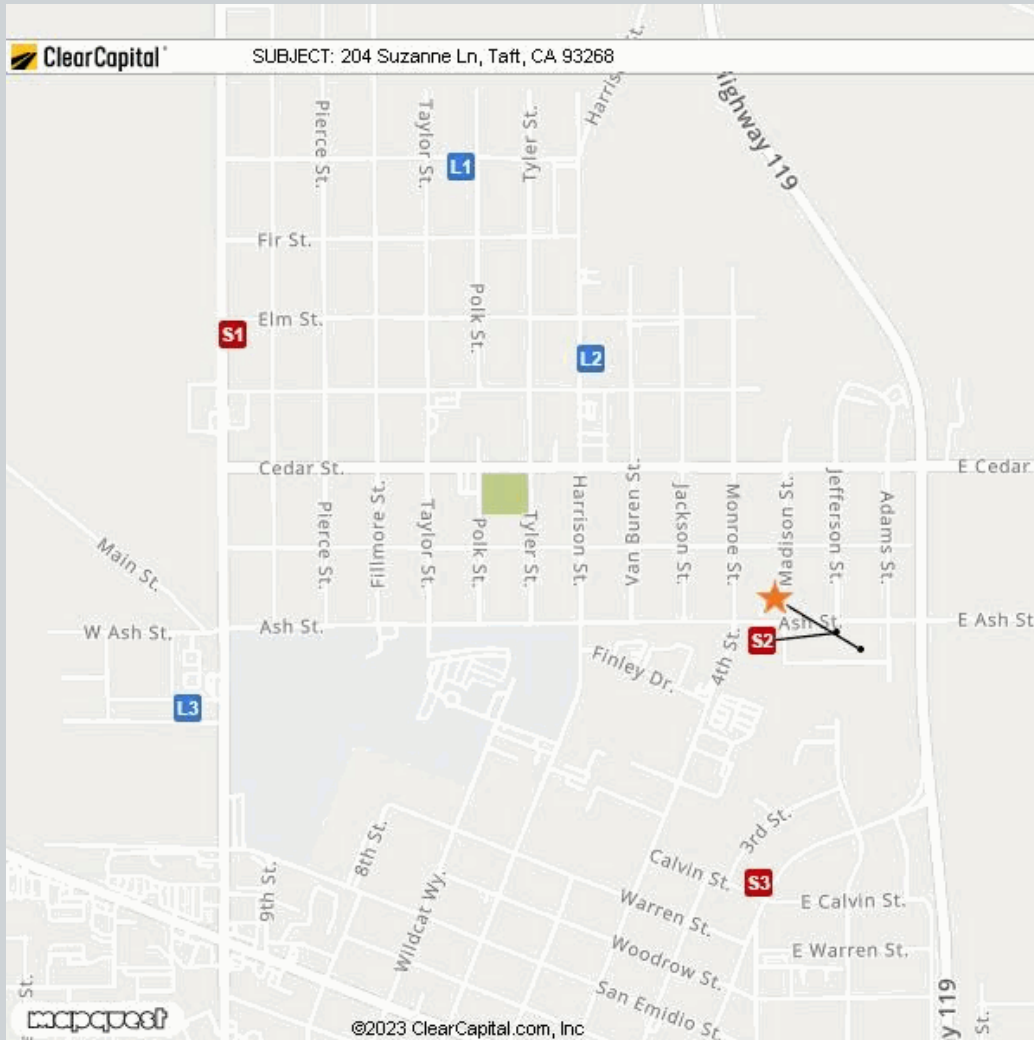 ClearCapital
SUBJECT: 204 Suzanne Ln, Taft, CA 93268
Harris St.
Highway 119
Pierce St.
Taylor St.
L1
Tyler St.
Fir St.
Elm St.
S1
Polk St.
L2
Cedar St.
E Cedar
Pierce St.
Fillmore St.
Taylor St.
Polk St.
Tyler St.
Harrison St.
Van Buren St.
Jackson St.
Monroe St.
Madison St.
Jefferson St.
Adams St.
Main St.
W Ash St.
Ash St.
Ash St.
E Ash St
S2
Finley Dr.
4th St.
L3
8th St.
3rd St.
Calvin St.
S3
E Calvin St.
9th St.
Wildcat Wy.
Warren St.
E Warren St.
Woodrow St.
San Emidio St.
St.
y 119
St.
mapquest
©2023 ClearCapital.com, Inc